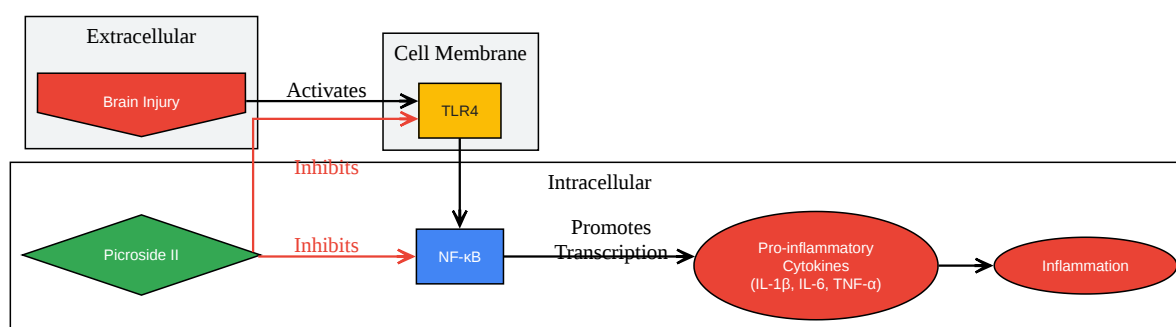 Extracellular
Cell Membrane
Brain Injury
Activates
TLR4
Inhibits
Intracellular
Picroside II
Inhibits
NF-κB
Promotes
Transcription
Pro-inflammatory
Cytokines
(IL-1β, IL-6, TNF-α)
Inflammation